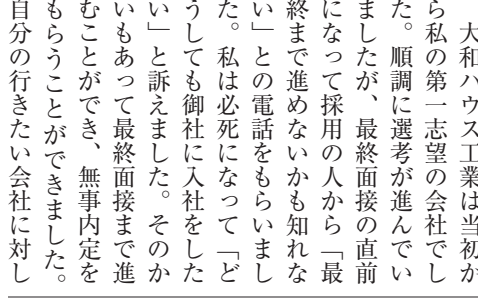 大和ハウス工業は当初か
ら私の第一志望の会社でし
た。順調に選考が進んでい
ましたが、最終面接の直前
になって採用の人から「最
終まで進めないかも知れな
い」との電話をもらいまし
た。私は必死になって「ど
うしても御社に入社をした
い」と訴えました。そのか
いもあって最終面接まで進
むことができ、無事内定を
もらうことができました。
自分の行きたい会社に対し